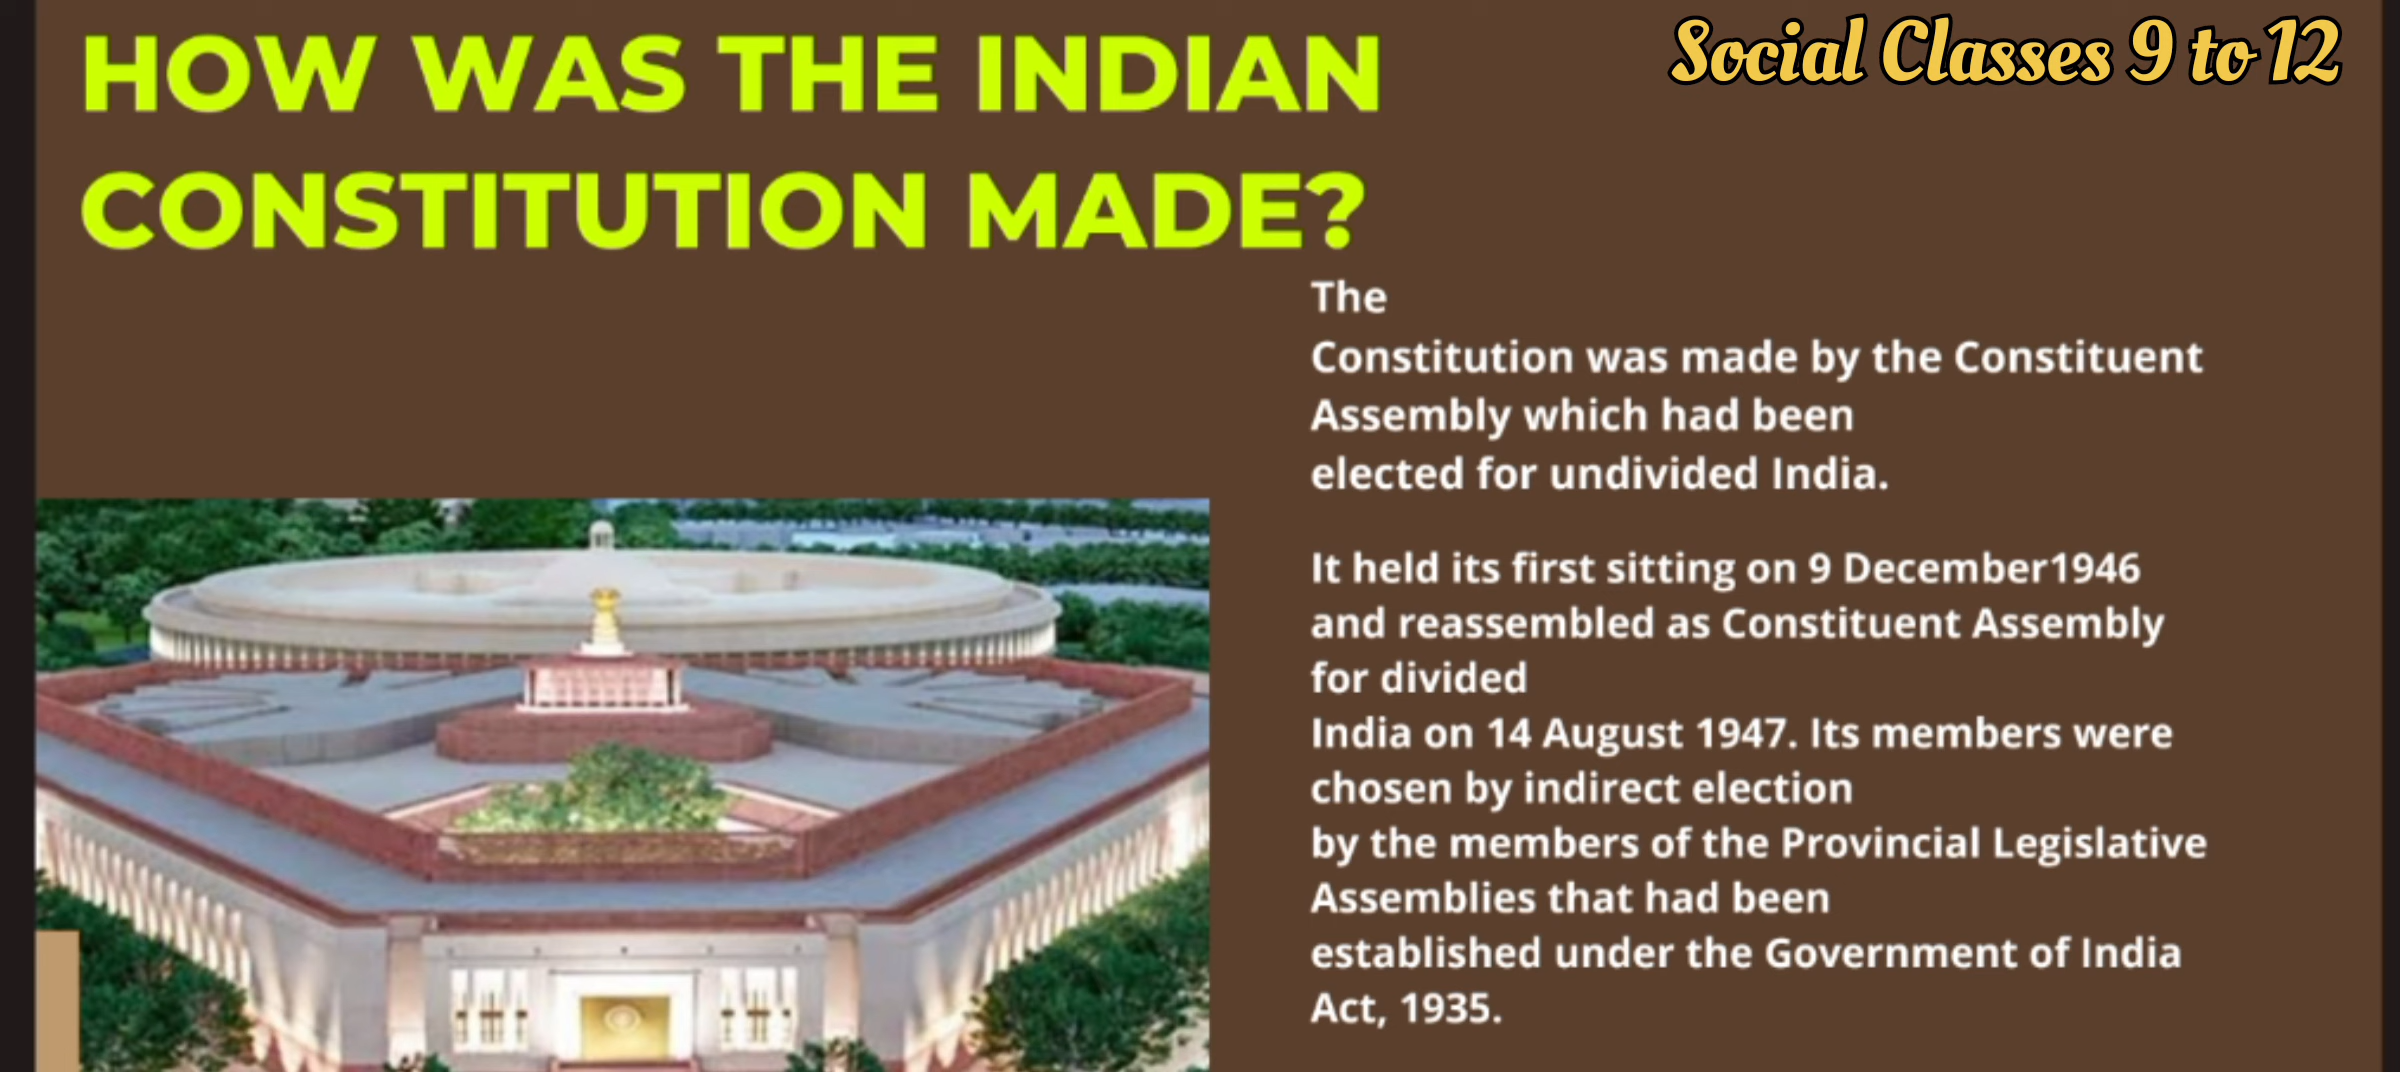 HOW WAS THE INDIAN
CONSTITUTION MADE?
Social Classes 9 to 12
The
Constitution was made by the Constituent
Assembly which had been
elected for undivided India.
It held its first sitting on 9 December1946
and reassembled as Constituent Assembly
for divided
India on 14 August 1947. Its members were
chosen by indirect election
by the members of the Provincial Legislative
Assemblies that had been
established under the Government of India
Act, 1935.